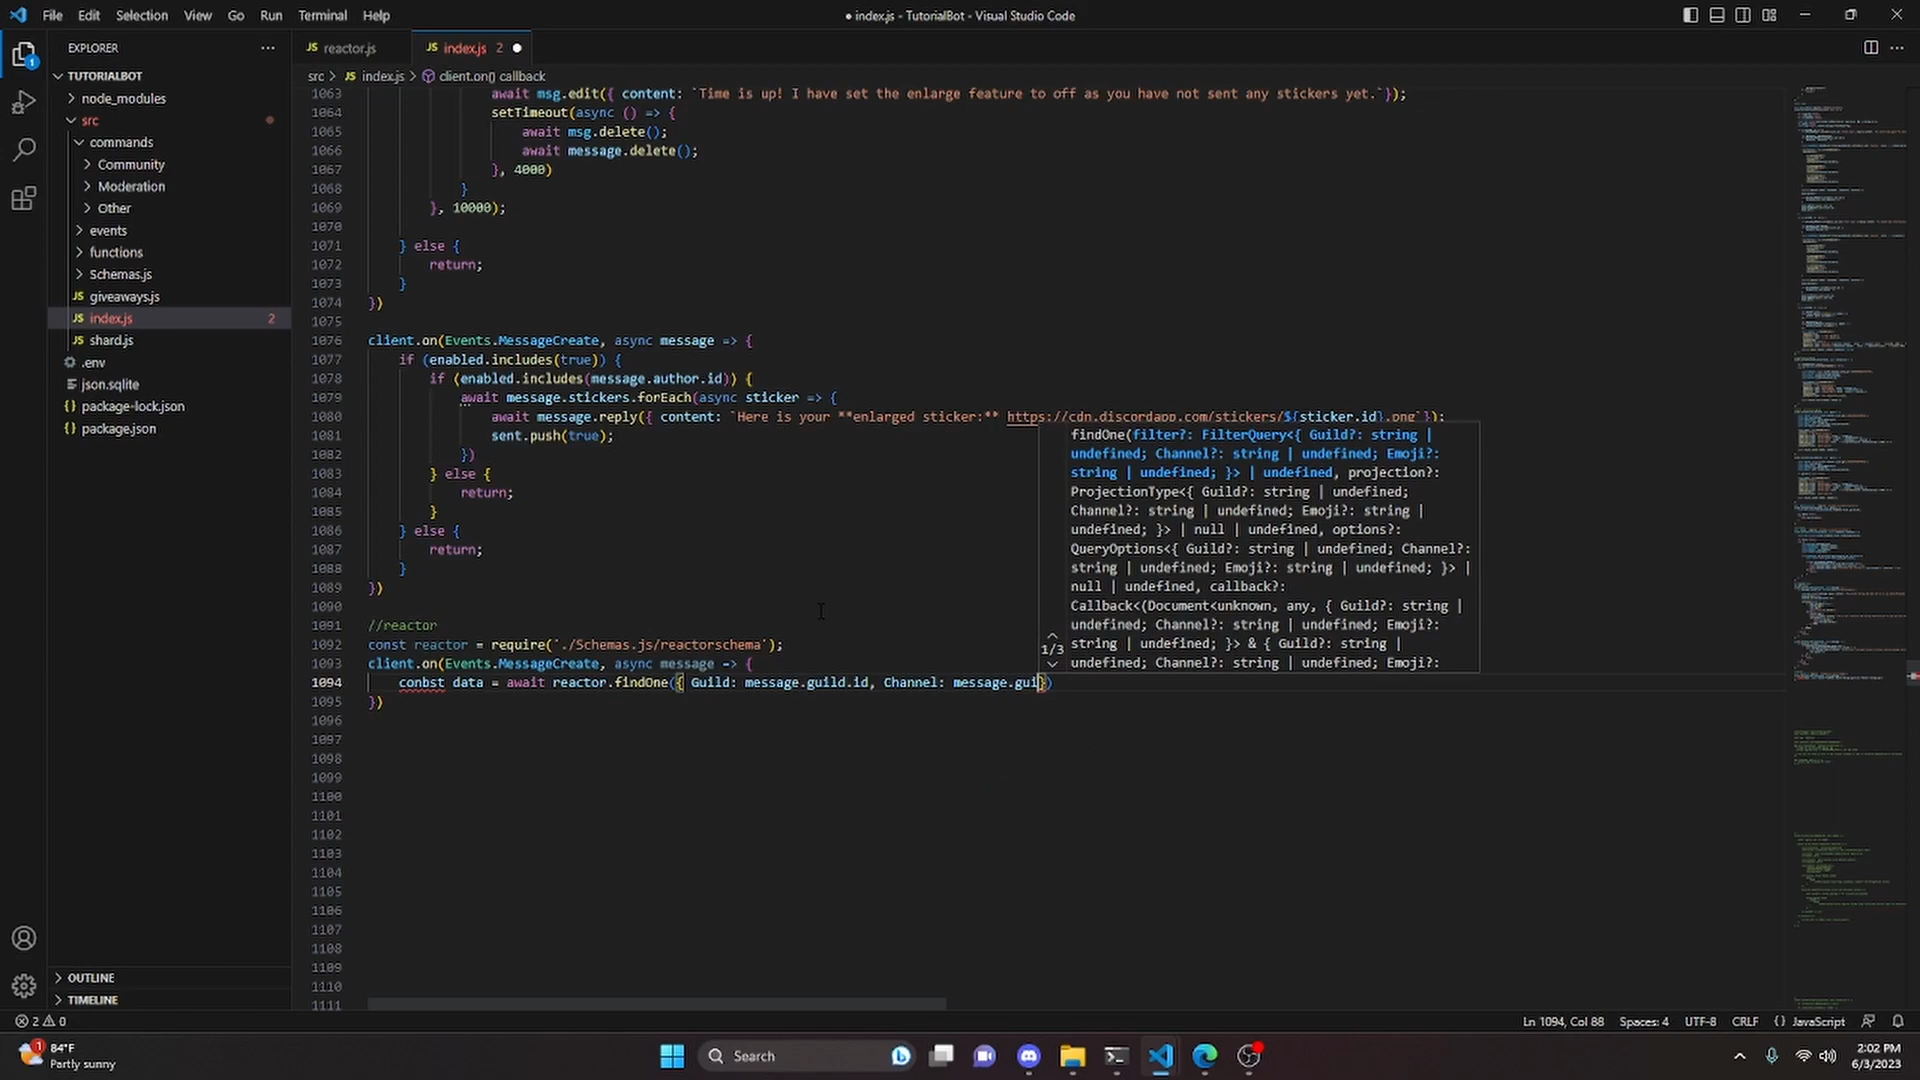 File Edit Selection View Go Run Terminal Help
● index.js - TutorialBot - Visual Studio Code
EXPLORER
TUTORIALBOT
node_modules
src
commands
Community
Moderation
Other
events
functions
Schemas.js
JS giveaways.js
JS index.js 2
JS shard.js
.env
json.sqlite
{} package-lock.json
{} package.json
OUTLINE
TIMELINE
1
JS reactor.js
JS index.js 2 ●
src > JS index.js > client.on() callback
1063 await msg.edit({ content: `Time is up! I have set the enlarge feature to off as you have not sent any stickers yet.`});
1064 setTimeout(async () => {
1065 await msg.delete();
1066 await message.delete();
1067 }, 4000)
1068 }
1069 }, 10000);
1070
1071 } else {
1072 return;
1073 }
1074 })
1075
1076 client.on(Events.MessageCreate, async message => {
1077 if (enabled.includes(true)) {
1078 if (enabled.includes(message.author.id)) {
1079 await message.stickers.forEach(async sticker => {
1080 await message.reply({ content: `Here is your **enlarged sticker:** https://cdn.discordapp.com/stickers/${sticker.id}.png`});
1081 sent.push(true);
1082 })
1083 } else {
1084 return;
1085 }
1086 } else {
1087 return;
1088 }
1089 })
1090
1091 //reactor
1092 const reactor = require('./Schemas.js/reactorschema');
1093 client.on(Events.MessageCreate, async message => {
1094 conbst data = await reactor.findOne({ Guild: message.guild.id, Channel: message.gui})
1095 })
1096
1097
1098
1099
1100
1101
1102
1103
1104
1105
1106
1107
1108
1109
1110
1111
findOne(filter?: FilterQuery<{ Guild?: string |
undefined; Channel?: string | undefined; Emoji?:
string | undefined; }> | undefined, projection?:
ProjectionType<{ Guild?: string | undefined;
Channel?: string | undefined; Emoji?: string |
undefined; }> | null | undefined, options?:
QueryOptions<{ Guild?: string | undefined; Channel?:
string | undefined; Emoji?: string | undefined; }> |
null | undefined, callback?:
Callback<(Document<unknown, any, { Guild?: string |
undefined; Channel?: string | undefined; Emoji?:
string | undefined; }> & { Guild?: string |
undefined; Channel?: string | undefined; Emoji?:
1/3
2 0
Ln 1094, Col 88 Spaces: 4 UTF-8 CRLF {} JavaScript
1
84°F
Partly sunny
Search
2:02 PM
6/3/2023